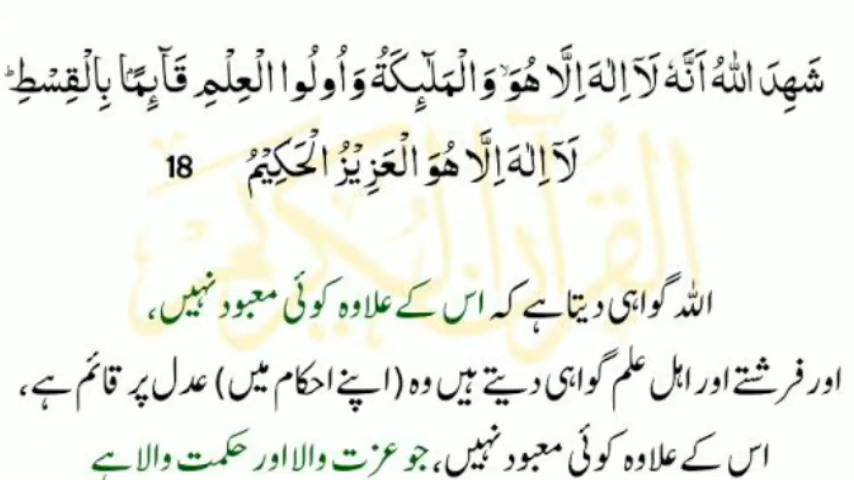 شَهِدَ اللّٰهُ اَنَّهٗ لَاۤ اِلٰهَ اِلَّا هُوَۙ وَالْمَلٰٓئِكَةُ وَاُولُوا الْعِلْمِ قَآئِمًۢا بِالْقِسْطِؕ
لَاۤ اِلٰهَ اِلَّا هُوَ الْعَزِيْزُ الْحَكِيْمُ 18
القرآن الكريم
اللہ گواہی دیتا ہے کہ اس کے علاوہ کوئی معبود نہیں،
اور فرشتے اور اہل علم گواہی دیتے ہیں وہ (اپنے احکام میں) عدل پر قائم ہے،
اس کے علاوہ کوئی معبود نہیں، جو عزت والا اور حکمت والا ہے